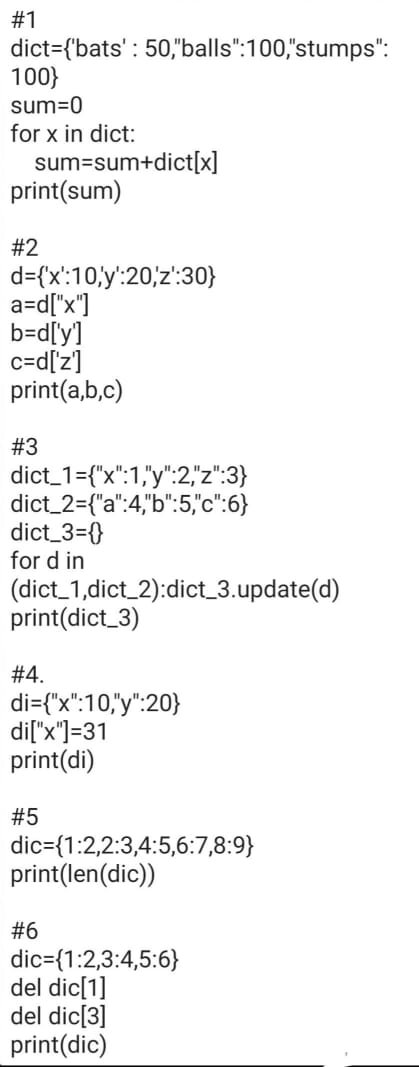 #1
dict={'bats' : 50,"balls":100,"stumps":
100}
sum=0
for x in dict:
    sum=sum+dict[x]
print(sum)

#2
d={'x':10,'y':20,'z':30}
a=d["x"]
b=d['y']
c=d['z']
print(a,b,c)

#3
dict_1={"x":1,"y":2,"z":3}
dict_2={"a":4,"b":5,"c":6}
dict_3={}
for d in
(dict_1,dict_2):dict_3.update(d)
print(dict_3)

#4.
di={"x":10,"y":20}
di["x"]=31
print(di)

#5
dic={1:2,2:3,4:5,6:7,8:9}
print(len(dic))

#6
dic={1:2,3:4,5:6}
del dic[1]
del dic[3]
print(dic)